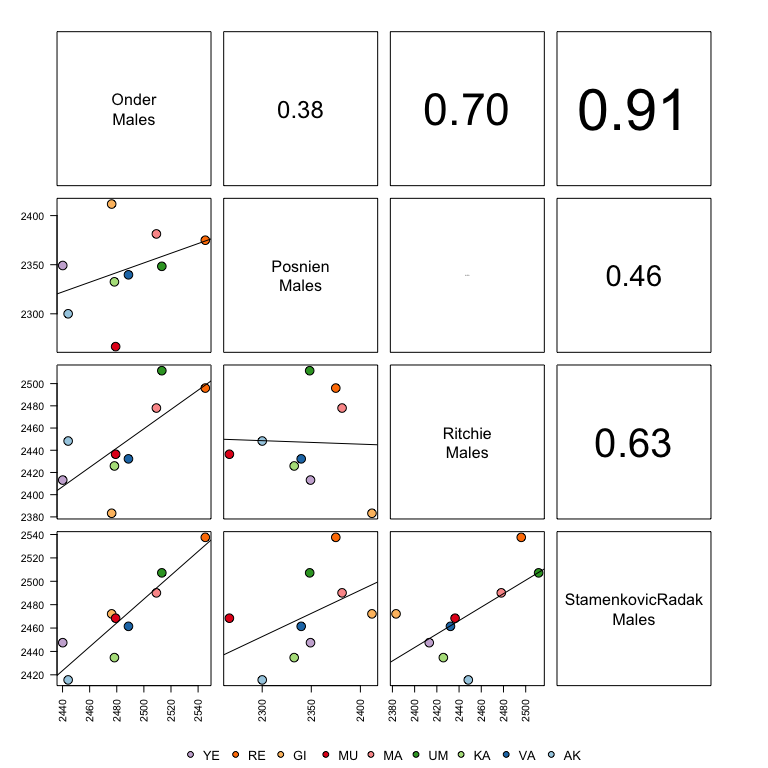 Onder
Males
0.38
0.70
0.91
2400
2350
2300
Posnien
Males
0.46
2500
2480
2460
2440
2420
2400
2380
Ritchie
Males
0.63
2540
2520
2500
2480
2460
2440
2420
StamenkovicRadak
Males
2440 2460 2480 2500 2520 2540
2300 2350 2400
2380 2400 2420 2440 2460 2480 2500
YE RE GI MU MA UM KA VA AK